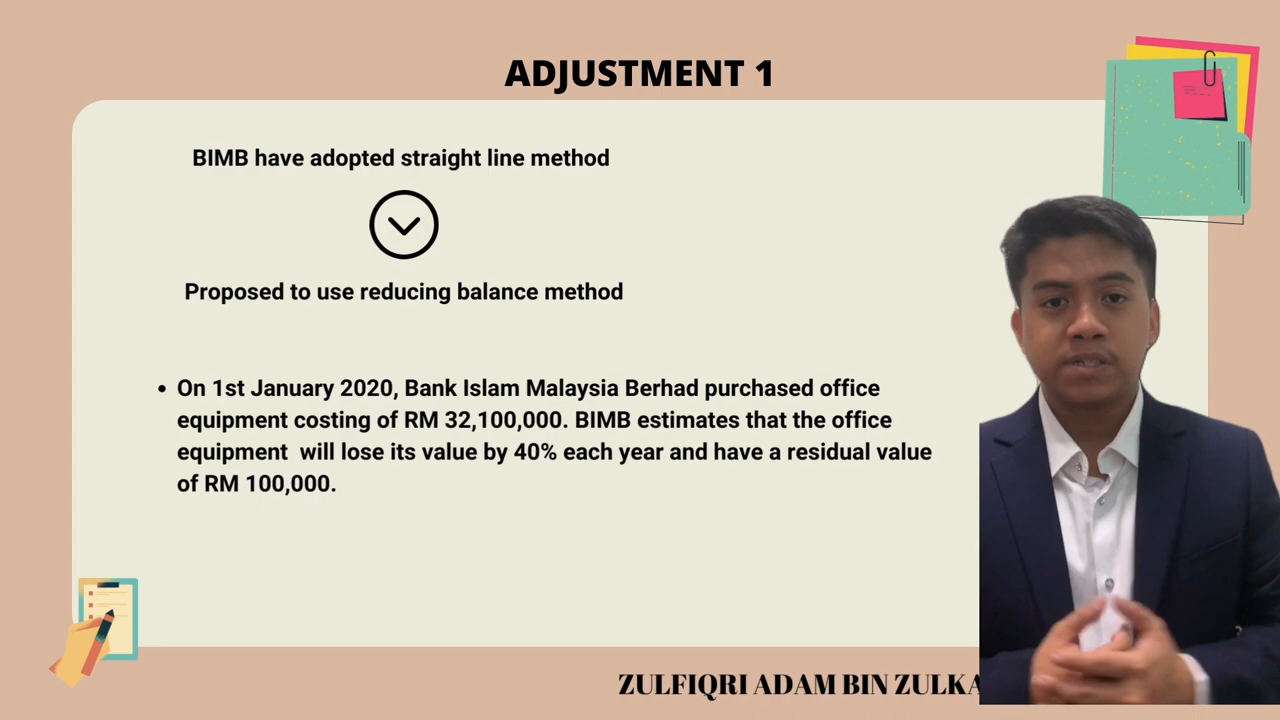 ADJUSTMENT 1
BIMB have adopted straight line method
Proposed to use reducing balance method
• On 1st January 2020, Bank Islam Malaysia Berhad purchased office
equipment costing of RM 32,100,000. BIMB estimates that the office
equipment will lose its value by 40% each year and have a residual value
of RM 100,000.
ZULFIQRI ADAM BIN